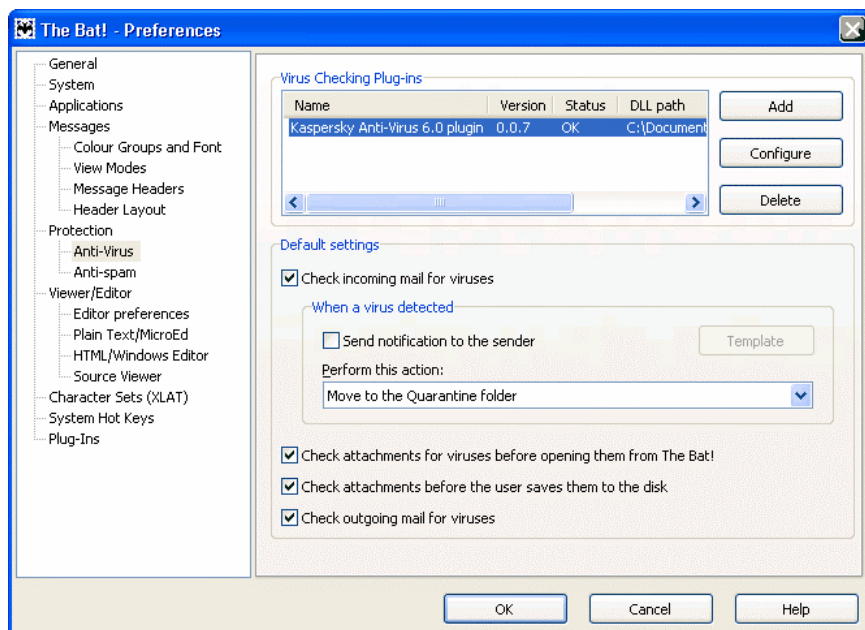 The Bat! - Preferences
General
System
Applications
Messages
Colour Groups and Font
View Modes
Message Headers
Header Layout
Protection
Anti-Virus
Anti-spam
Viewer/Editor
Editor preferences
Plain Text/MicroEd
HTML/Windows Editor
Source Viewer
Character Sets (XLAT)
System Hot Keys
Plug-Ins
Virus Checking Plug-ins
Name Version Status DLL path
Kaspersky Anti-Virus 6.0 plugin 0.0.7 OK C:\Document
Add
Configure
Delete
Default settings
Check incoming mail for viruses
When a virus detected
Send notification to the sender
Template
Perform this action:
Move to the Quarantine folder
Check attachments for viruses before opening them from The Bat!
Check attachments before the user saves them to the disk
Check outgoing mail for viruses
OK Cancel Help